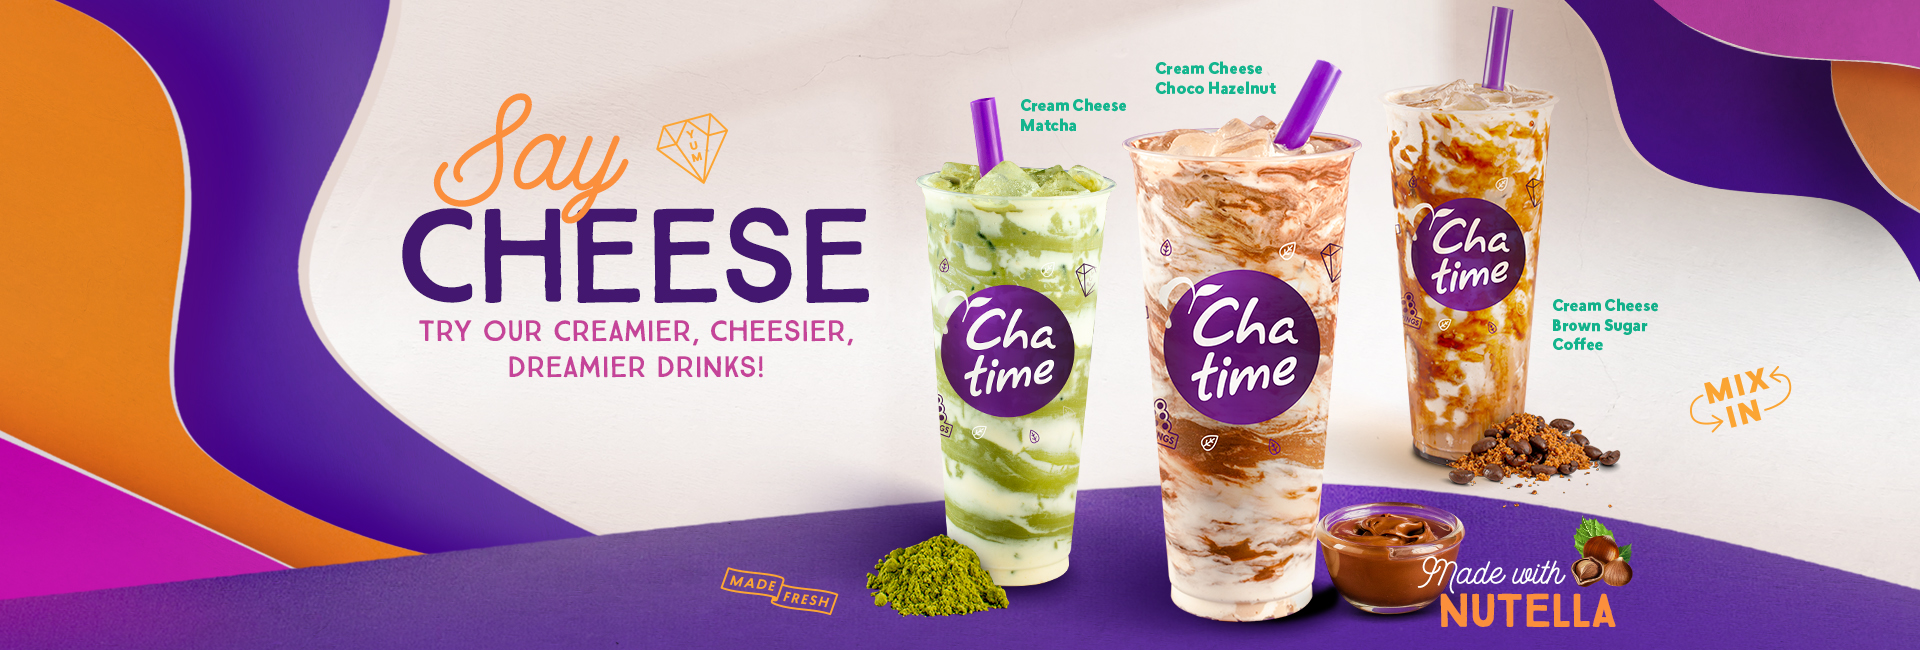 Say
YUM
CHEESE
TRY OUR CREAMIER, CHEESIER,
DREAMIER DRINKS!
Cream Cheese
Matcha
Cream Cheese
Choco Hazelnut
Cream Cheese
Brown Sugar
Coffee
Cha
time
Cha
time
Cha
time
MIX
IN
MADE
FRESH
Made with
NUTELLA